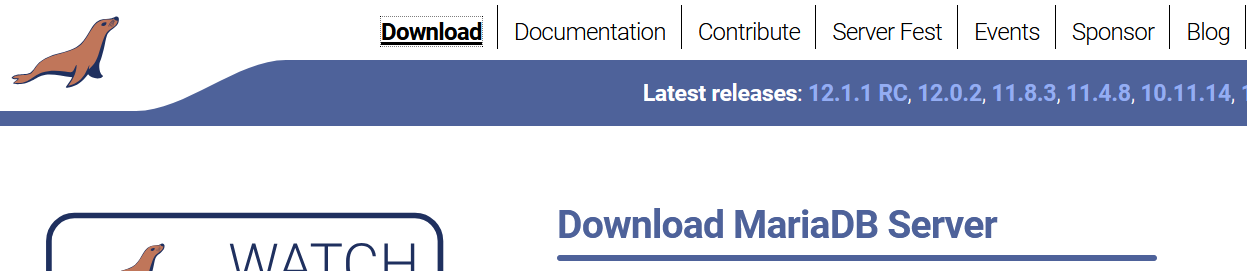 Download Documentation Contribute Server Fest Events Sponsor Blog
Latest releases: 12.1.1 RC, 12.0.2, 11.8.3, 11.4.8, 10.11.14,
Download MariaDB Server
WATCH